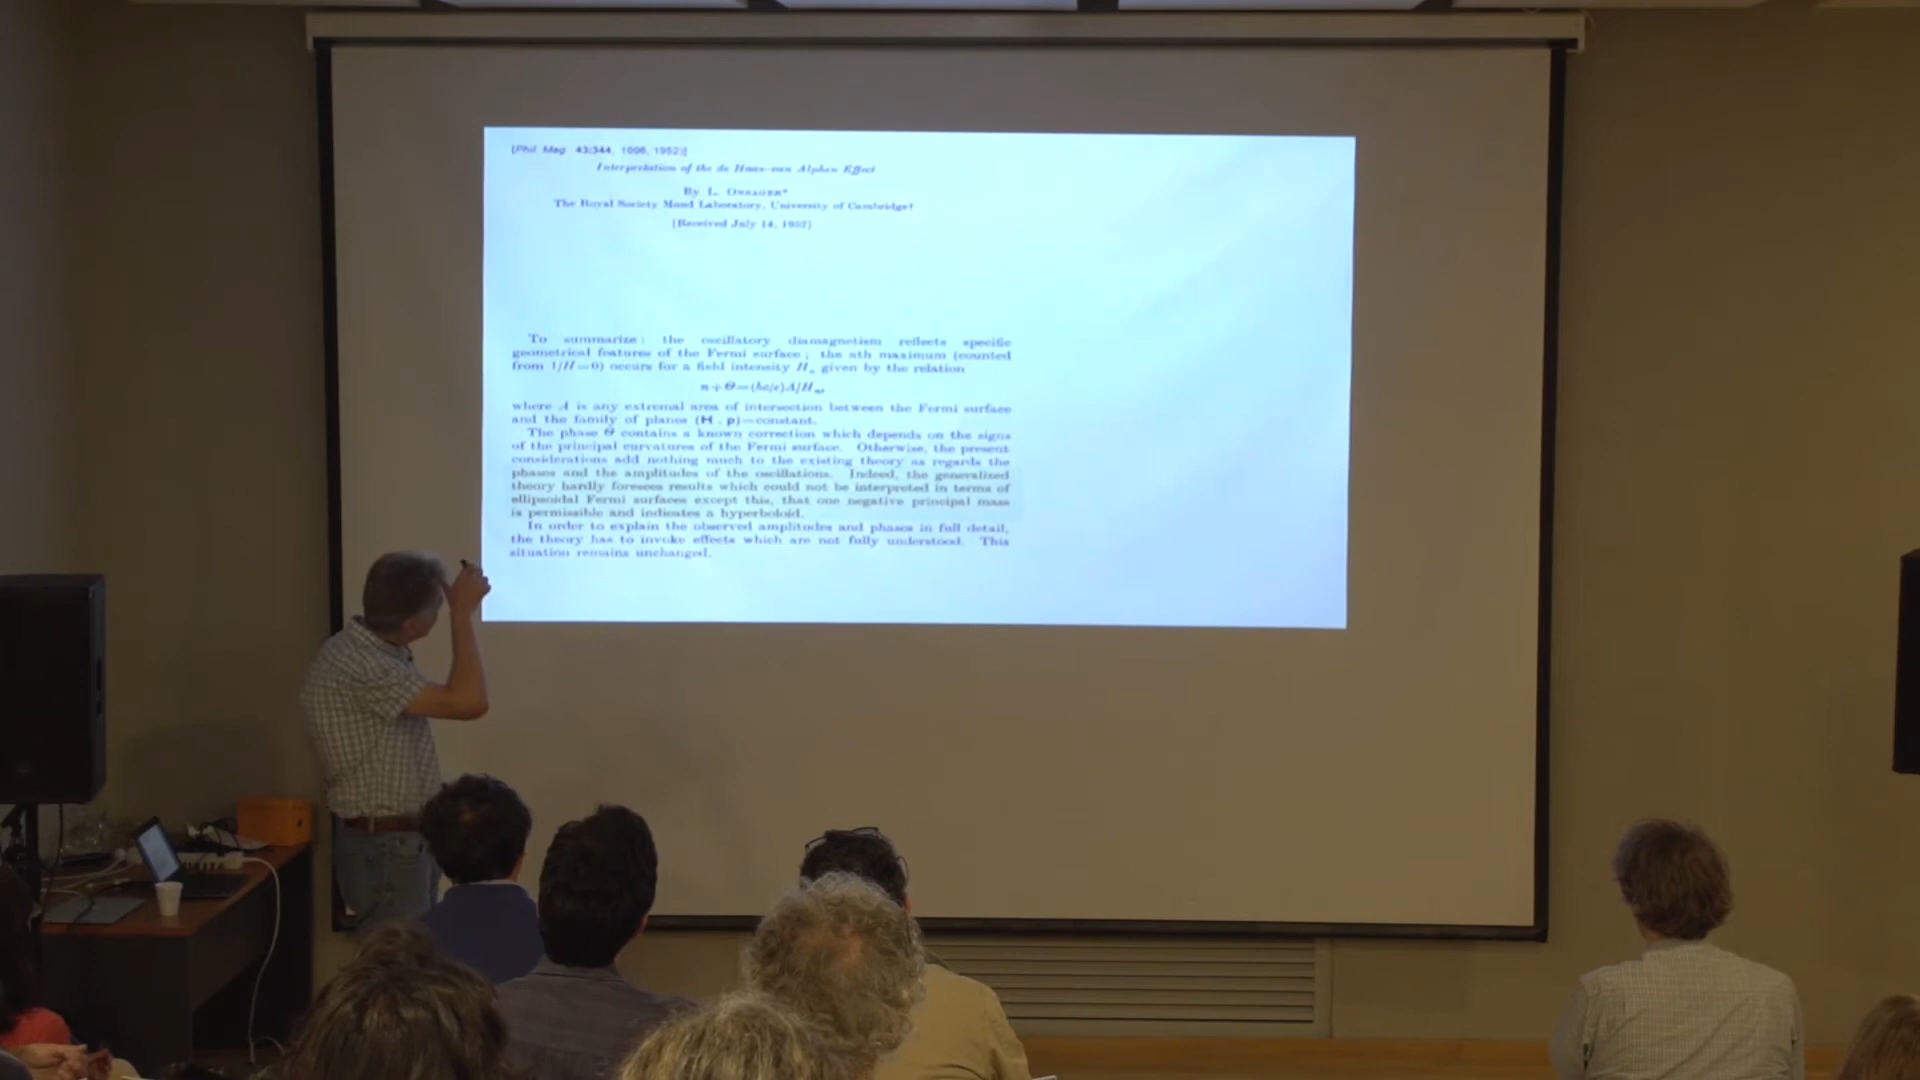 [Phil. Mag. 43:344, 1006, 1952)]
Interpretation of the de Haas–van Alphen Effect
By L. ONSAGER*
The Royal Society Mond Laboratory, University of Cambridge†
[Received July 14, 1952]
To summarize : the oscillatory diamagnetism reflects specific
geometrical features of the Fermi surface ; the nth maximum (counted
from 1/H=0) occurs for a field intensity Hₙ given by the relation
n+Θ=(hc/e)A/Hₙ,
where A is any extremal area of intersection between the Fermi surface
and the family of planes (H . p)=constant.
The phase Θ contains a known correction which depends on the signs
of the principal curvatures of the Fermi surface. Otherwise, the present
considerations add nothing much to the existing theory as regards the
phases and the amplitudes of the oscillations. Indeed, the generalized
theory hardly foresees results which could not be interpreted in terms of
ellipsoidal Fermi surfaces except this, that one negative principal mass
is permissible and indicates a hyperboloid.
In order to explain the observed amplitudes and phases in full detail,
the theory has to invoke effects which are not fully understood. This
situation remains unchanged.